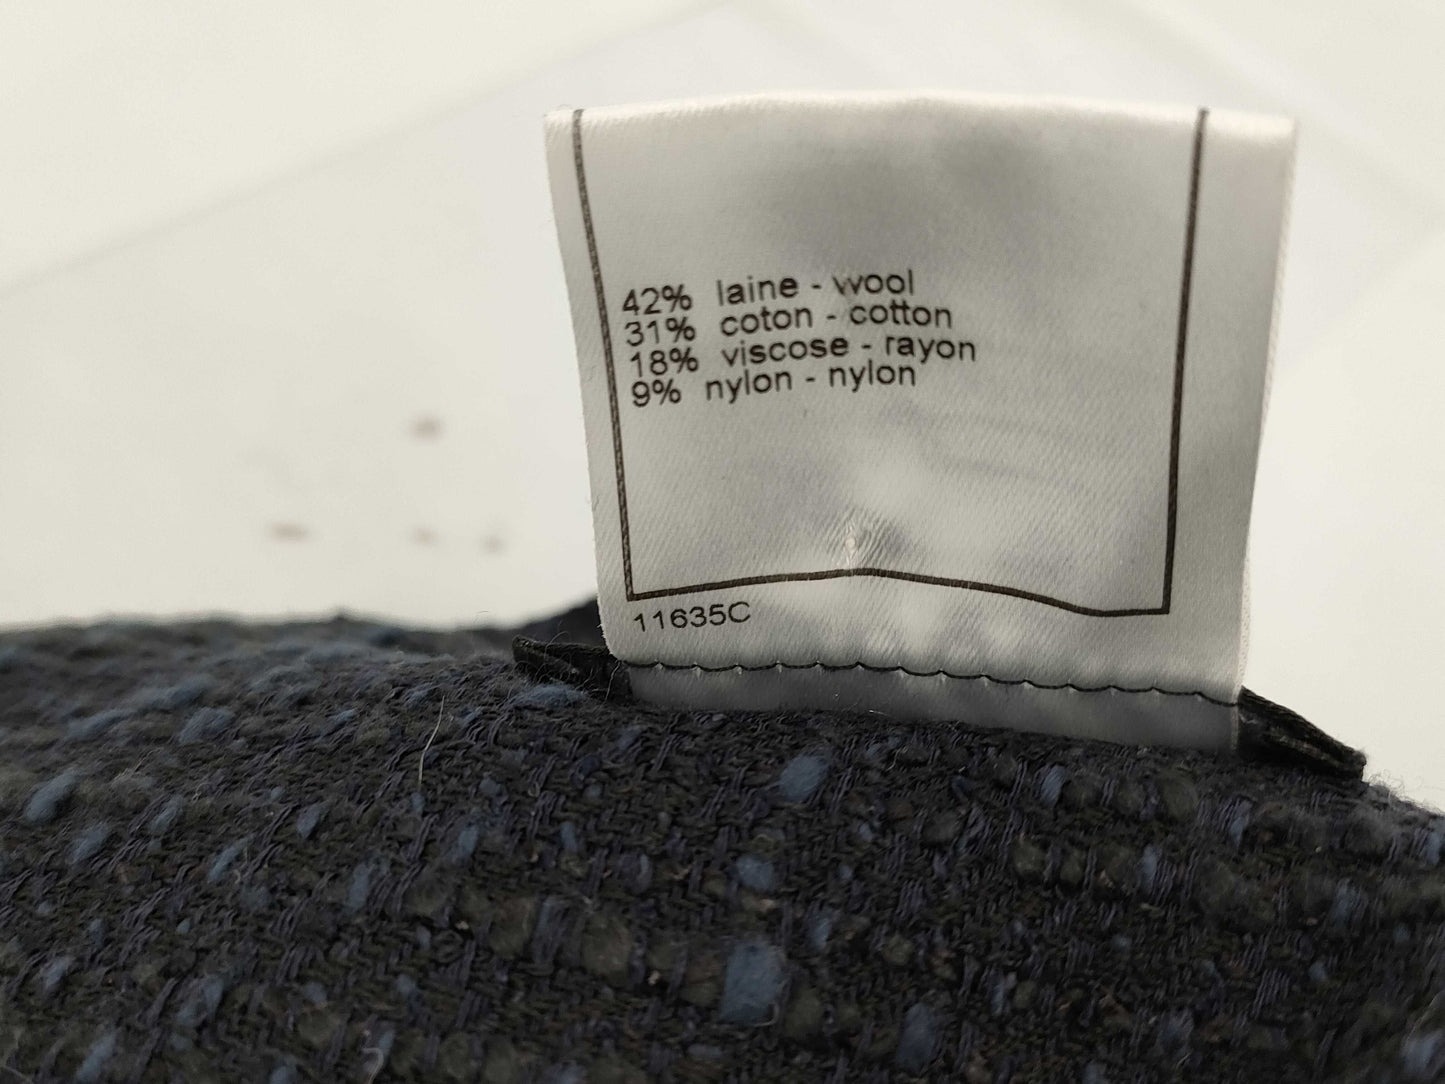 42% laine - wool
31% coton - cotton
18% viscose - rayon
9% nylon - nylon
11635C